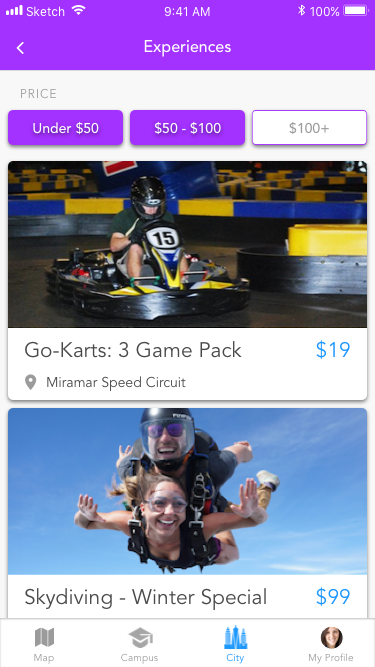 Sketch 9:41 AM 100%
Experiences
PRICE
Under $50 $50 - $100 $100+
15
Go-Karts: 3 Game Pack $19
Miramar Speed Circuit
Skydiving - Winter Special $99
Map Campus City My Profile